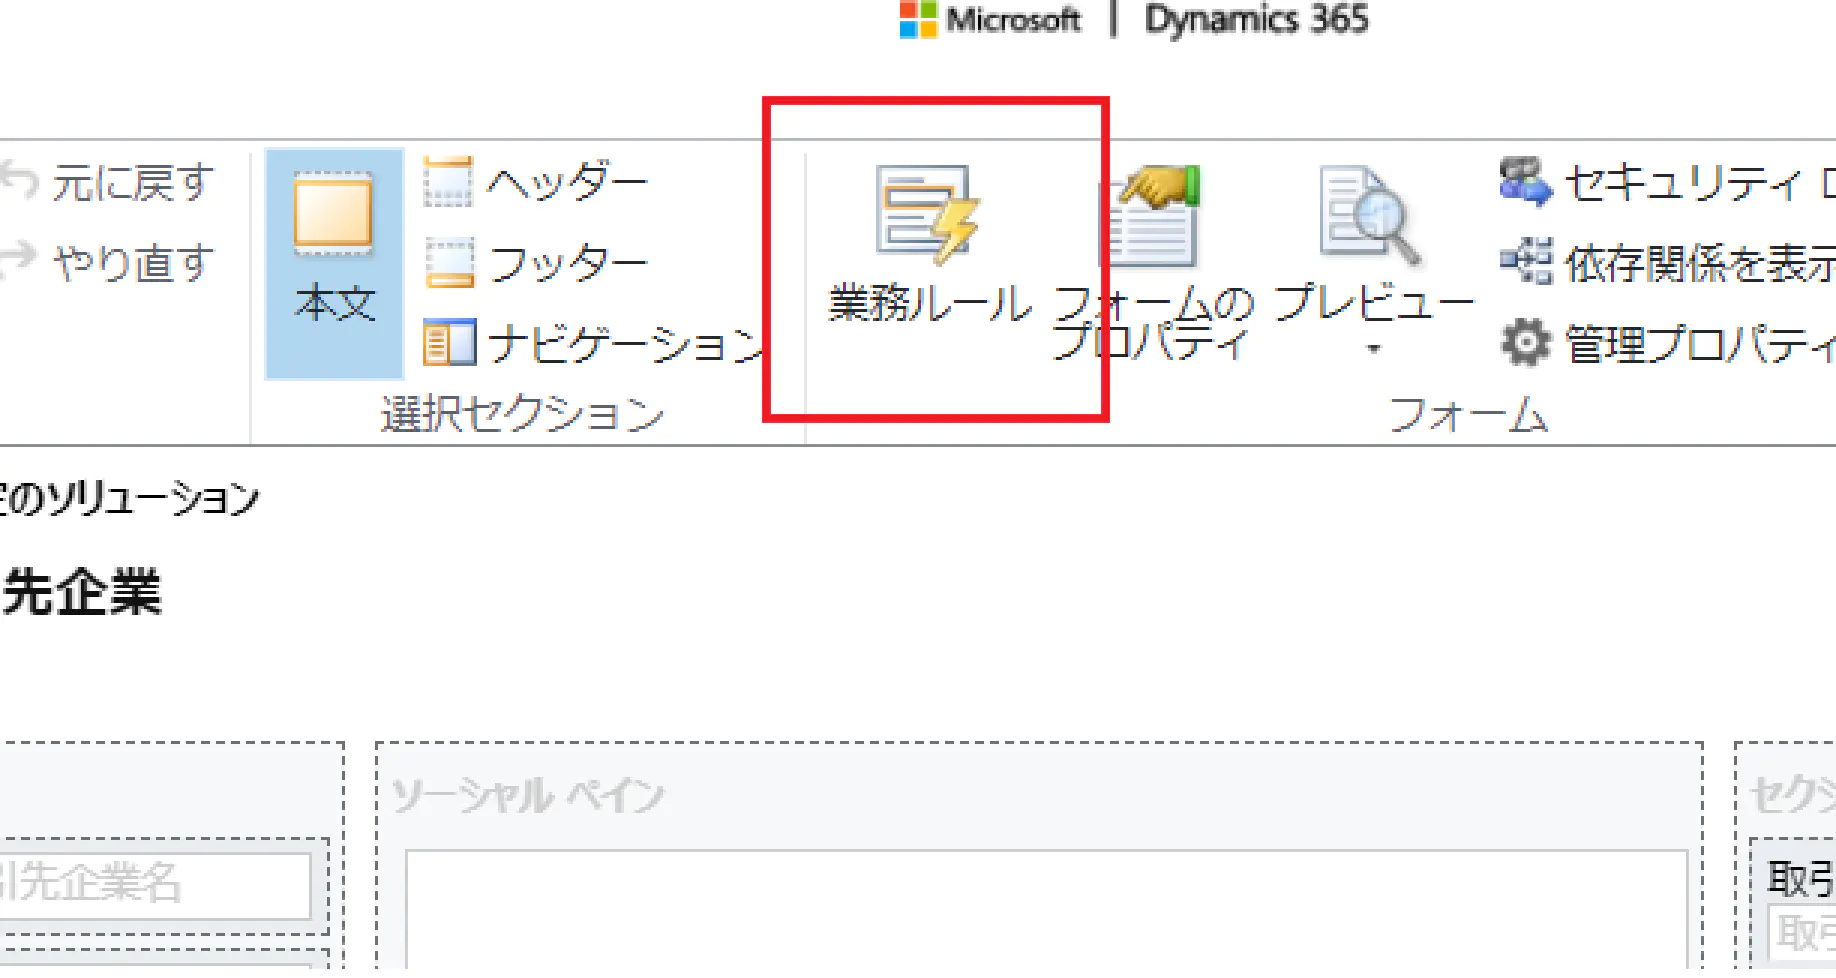 Microsoft | Dynamics 365
元に戻す
やり直す
本文
ヘッダー
フッター
ナビゲーション
選択セクション
業務ルール
フォームの
プロパティ
プレビュー
セキュリティ
依存関係を表示
管理プロパティ
フォーム
のソリューション
先企業
ソーシャル ペイン
セクシ
引先企業名
取引
取引